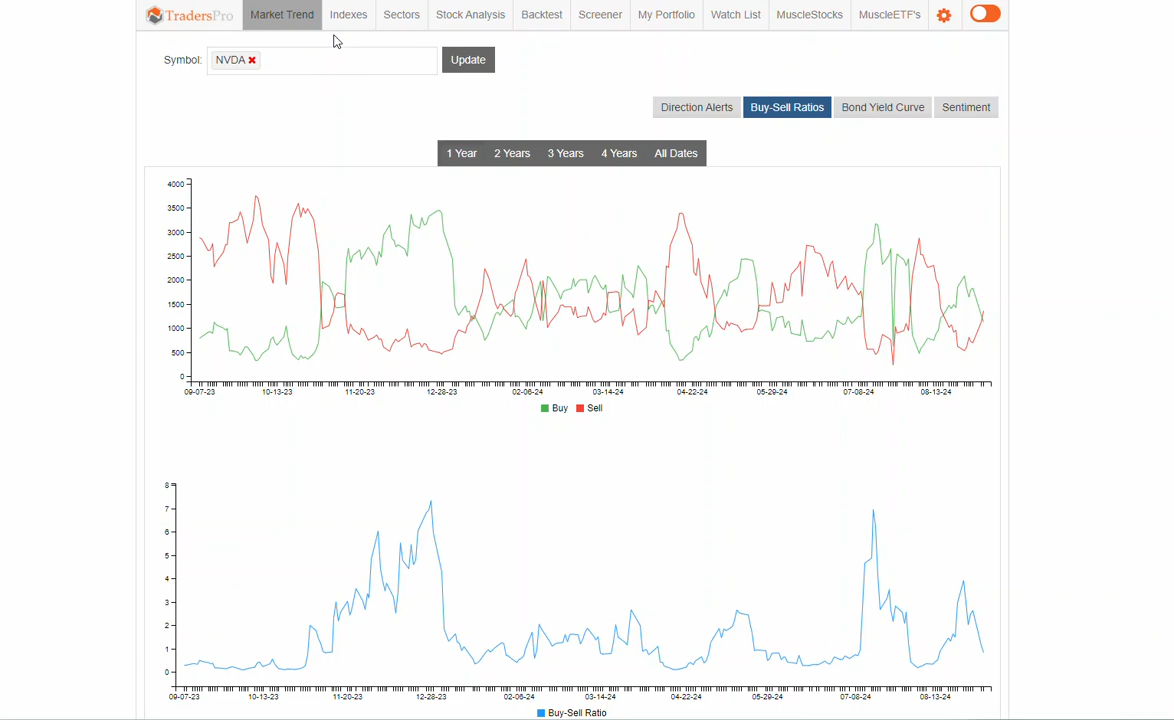 TradersPro Market Trend Indexes Sectors Stock Analysis Backtest Screener My Portfolio Watch List MuscleStocks MuscleETF's
Symbol: NVDA Update
Direction Alerts Buy-Sell Ratios Bond Yield Curve Sentiment
1 Year 2 Years 3 Years 4 Years All Dates
4000
3500
3000
2500
2000
1500
1000
500
0
09-07-23 10-13-23 11-20-23 12-28-23 02-06-24 03-14-24 04-22-24 05-29-24 07-08-24 08-13-24
Buy Sell
8
7
6
5
4
3
2
1
0
09-07-23 10-13-23 11-20-23 12-28-23 02-06-24 03-14-24 04-22-24 05-29-24 07-08-24 08-13-24
Buy-Sell Ratio